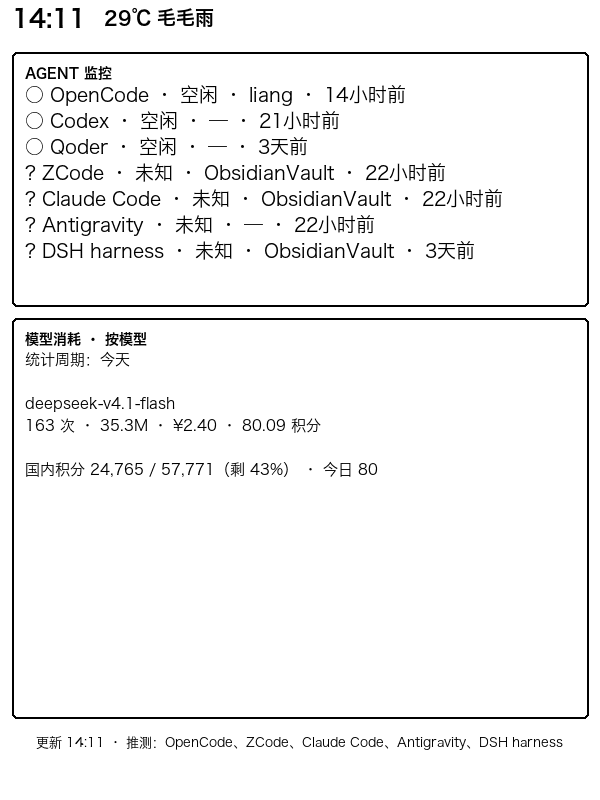 14:11 29℃ 毛毛雨
AGENT 监控
○ OpenCode · 空闲 · liang · 14小时前
○ Codex · 空闲 · — · 21小时前
○ Qoder · 空闲 · — · 3天前
? ZCode · 未知 · ObsidianVault · 22小时前
? Claude Code · 未知 · ObsidianVault · 22小时前
? Antigravity · 未知 · — · 22小时前
? DSH harness · 未知 · ObsidianVault · 3天前
模型消耗 · 按模型
统计周期：今天
deepseek-v4.1-flash
163 次 · 35.3M · ¥2.40 · 80.09 积分
国内积分 24,765 / 57,771（剩 43%） · 今日 80
更新 14:11 · 推测：OpenCode、ZCode、Claude Code、Antigravity、DSH harness